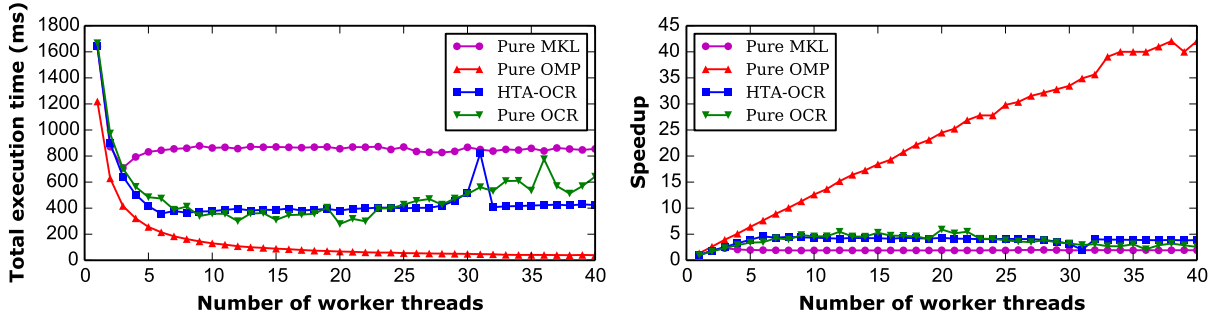 Total execution time (ms)
1800
1600
1400
1200
1000
800
600
400
200
0
0 5 10 15 20 25 30 35 40
Number of worker threads
Pure MKL
Pure OMP
HTA-OCR
Pure OCR
Speedup
45
40
35
30
25
20
15
10
5
0
0 5 10 15 20 25 30 35 40
Number of worker threads
Pure MKL
Pure OMP
HTA-OCR
Pure OCR